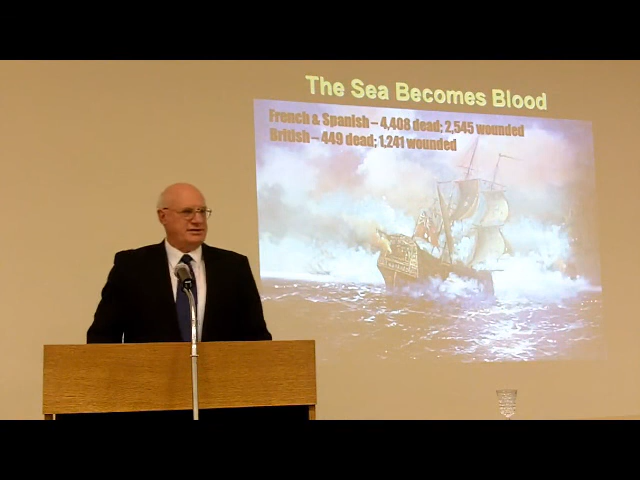 The Sea Becomes Blood
French & Spanish – 4,408 dead; 2,545 wounded
British – 449 dead; 1,241 wounded